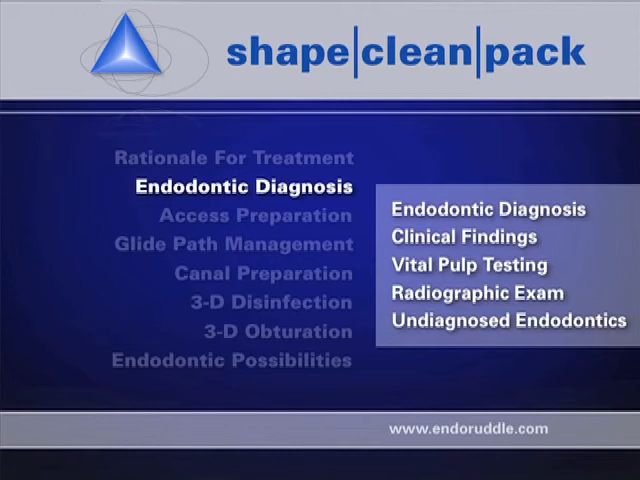 shape|clean|pack
Rationale For Treatment
Endodontic Diagnosis
Access Preparation
Glide Path Management
Canal Preparation
3-D Disinfection
3-D Obturation
Endodontic Possibilities
Endodontic Diagnosis
Clinical Findings
Vital Pulp Testing
Radiographic Exam
Undiagnosed Endodontics
www.endoruddle.com